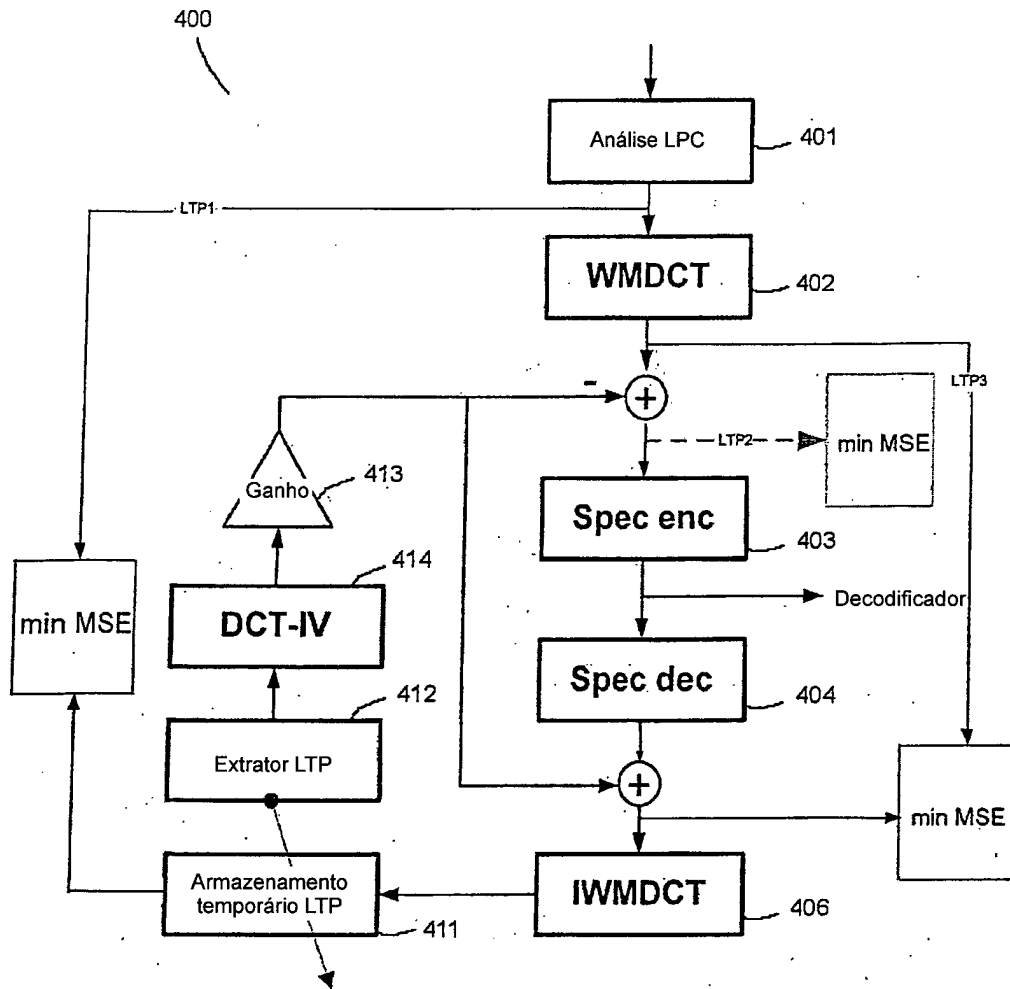 400
Análise LPC
401
LTP1
WMDCT
402
LTP3
-
+
LTP2
min MSE
Ganho
413
Spec enc
403
414
Decodificador
min MSE
DCT-IV
Spec dec
404
412
Extrator LTP
+
min MSE
Armazenamento
temporário LTP
411
IWMDCT
406